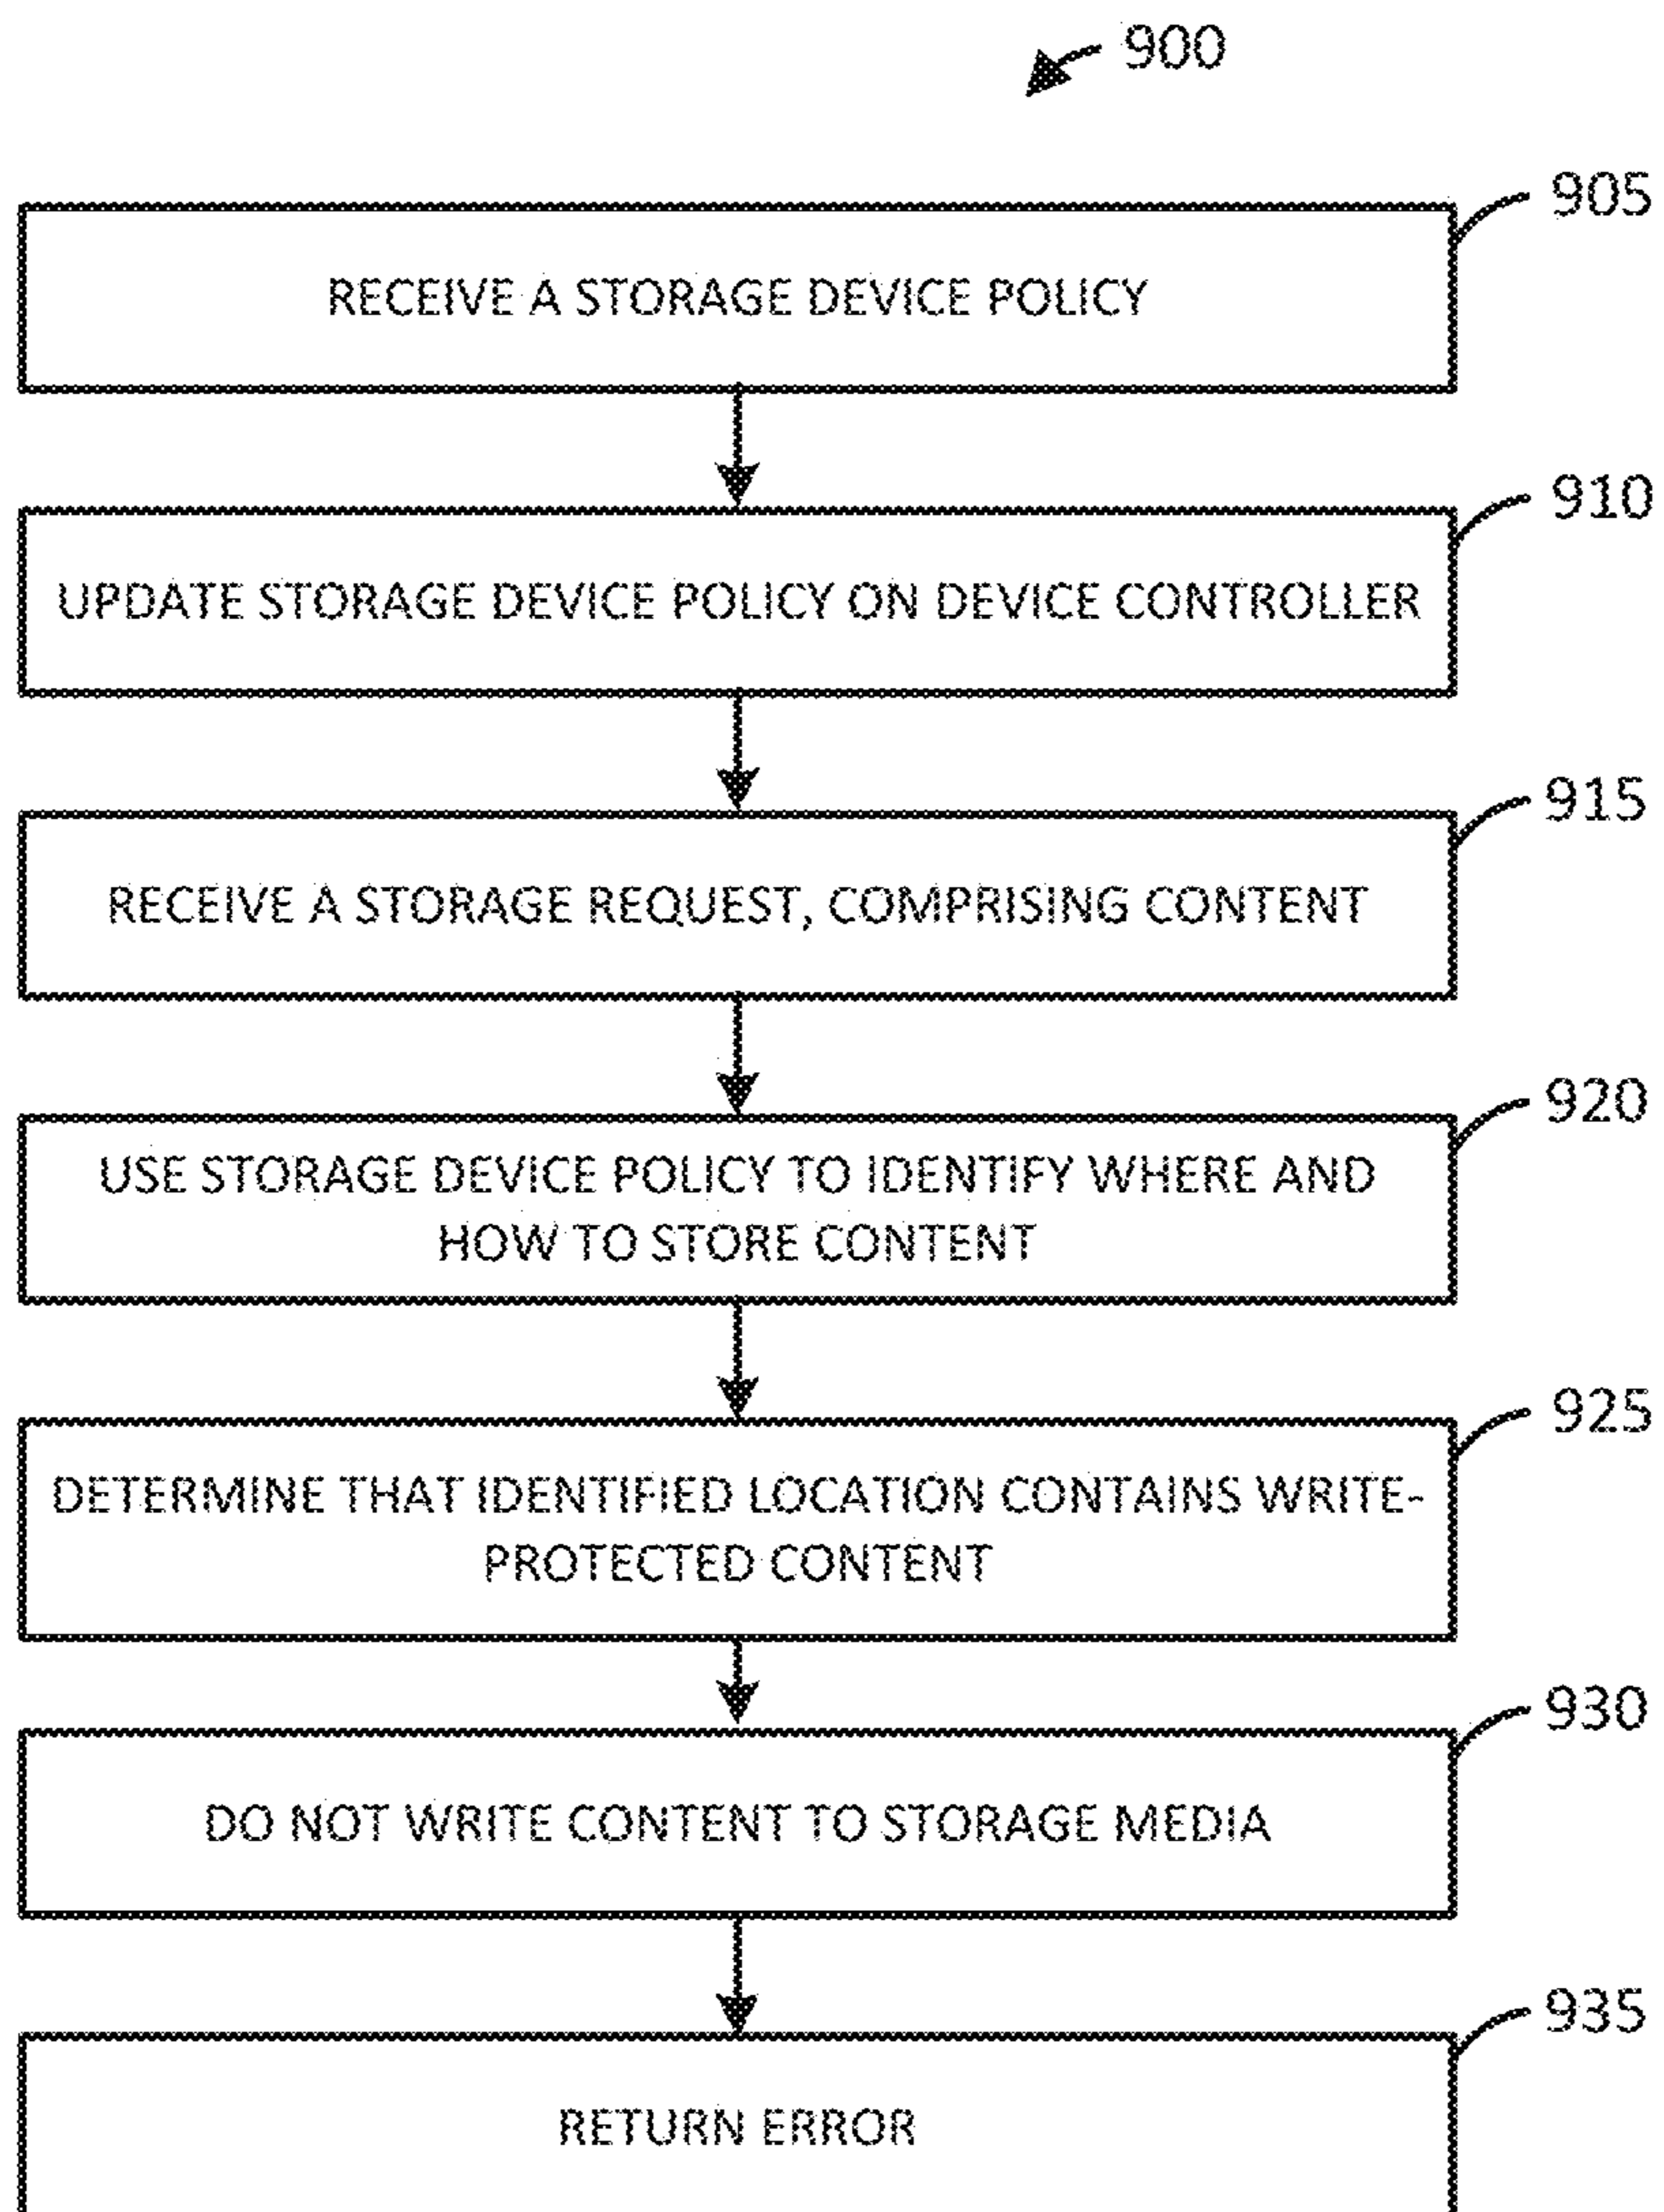 900
905
RECEIVE A STORAGE DEVICE POLICY
910
UPDATE STORAGE DEVICE POLICY ON DEVICE CONTROLLER
915
RECEIVE A STORAGE REQUEST, COMPRISING CONTENT
920
USE STORAGE DEVICE POLICY TO IDENTIFY WHERE AND
HOW TO STORE CONTENT
925
DETERMINE THAT IDENTIFIED LOCATION CONTAINS WRITE-
PROTECTED CONTENT
930
DO NOT WRITE CONTENT TO STORAGE MEDIA
935
RETURN ERROR